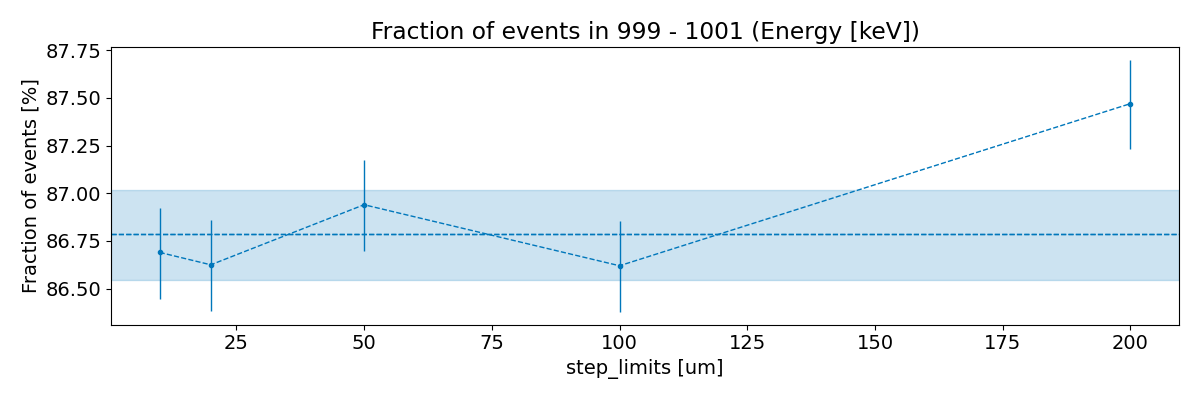 Fraction of events in 999 - 1001 (Energy [keV])
87.75
87.50
87.25
87.00
86.75
86.50
Fraction of events [%]
25 50 75 100 125 150 175 200
step_limits [um]